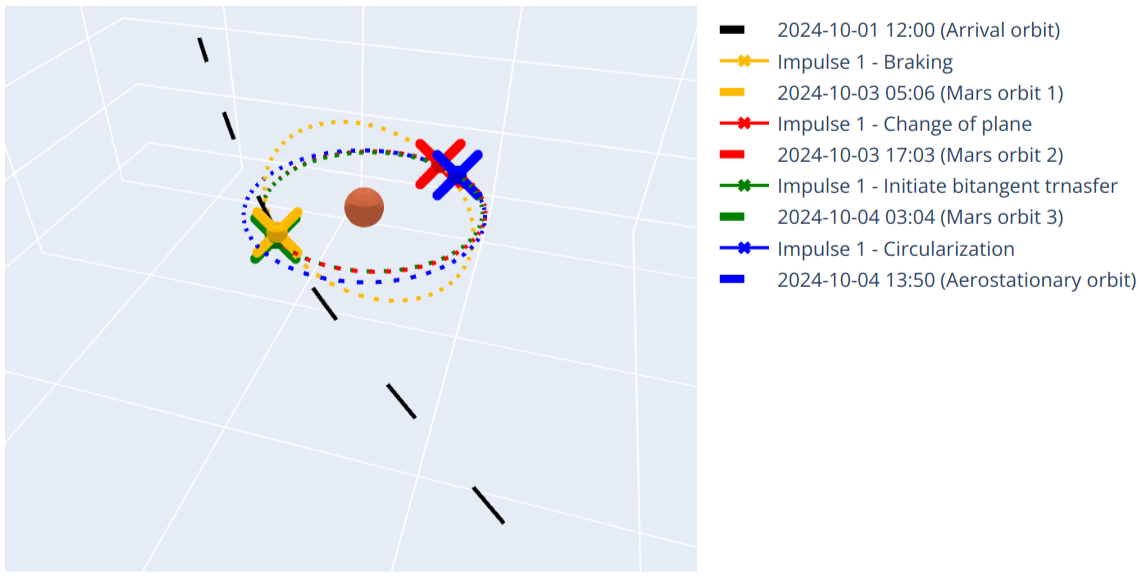 2024-10-01 12:00 (Arrival orbit)
Impulse 1 - Braking
2024-10-03 05:06 (Mars orbit 1)
Impulse 1 - Change of plane
2024-10-03 17:03 (Mars orbit 2)
Impulse 1 - Initiate bitangent trnasfer
2024-10-04 03:04 (Mars orbit 3)
Impulse 1 - Circularization
2024-10-04 13:50 (Aerostationary orbit)